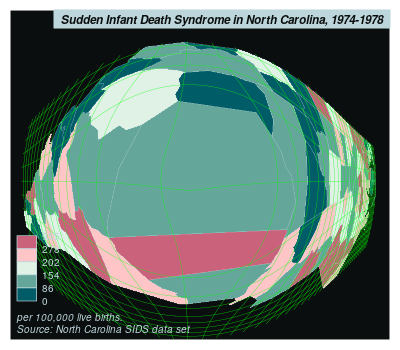 Sudden Infant Death Syndrome in North Carolina, 1974-1978
202
154
86
0
per 100,000 live births.
Source: North Carolina SIDS data set